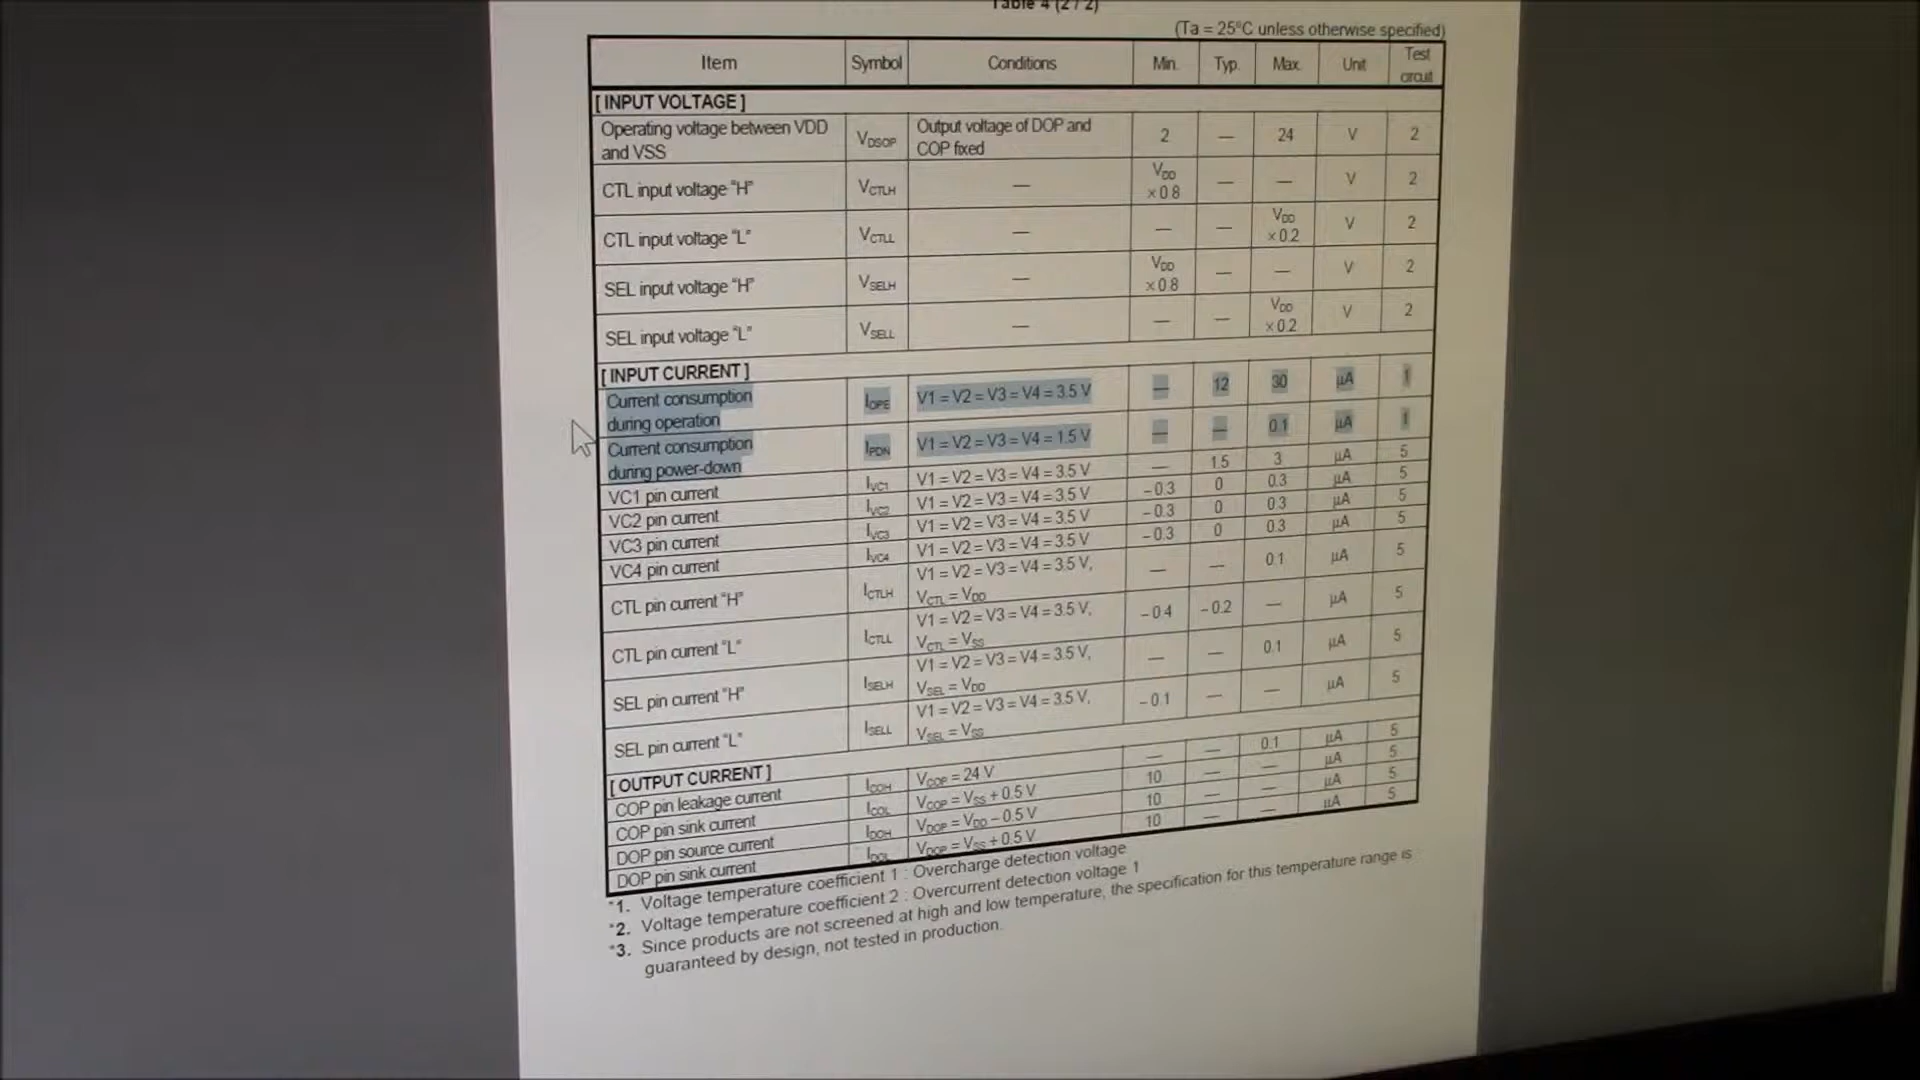 Table 4 (2 / 2)
(Ta = 25°C unless otherwise specified)
Item Symbol Conditions Min. Typ. Max. Unit Test circuit
[ INPUT VOLTAGE ]
Operating voltage between VDD and VSS VDSOP Output voltage of DOP and COP fixed 2 — 24 V 2
CTL input voltage “H” VCTLH — VDD × 0.8 — — V 2
CTL input voltage “L” VCTLL — — — VDD × 0.2 V 2
SEL input voltage “H” VSELH — VDD × 0.8 — — V 2
SEL input voltage “L” VSELL — — — VDD × 0.2 V 2
[ INPUT CURRENT ]
Current consumption during operation IOPE V1 = V2 = V3 = V4 = 3.5 V — 12 30 μA 1
Current consumption during power-down IPDN V1 = V2 = V3 = V4 = 1.5 V — — 0.1 μA 1
VC1 pin current IVC1 V1 = V2 = V3 = V4 = 3.5 V — 1.5 3 μA 5
VC2 pin current IVC2 V1 = V2 = V3 = V4 = 3.5 V – 0.3 0 0.3 μA 5
VC3 pin current IVC3 V1 = V2 = V3 = V4 = 3.5 V – 0.3 0 0.3 μA 5
VC4 pin current IVC4 V1 = V2 = V3 = V4 = 3.5 V – 0.3 0 0.3 μA 5
CTL pin current “H” ICTLH V1 = V2 = V3 = V4 = 3.5 V, VCTL = VDD — — 0.1 μA 5
CTL pin current “L” ICTLL V1 = V2 = V3 = V4 = 3.5 V, VCTL = VSS – 0.4 – 0.2 — μA 5
SEL pin current “H” ISELH V1 = V2 = V3 = V4 = 3.5 V, VSEL = VDD — — 0.1 μA 5
SEL pin current “L” ISELL V1 = V2 = V3 = V4 = 3.5 V, VSEL = VSS – 0.1 — — μA 5
[ OUTPUT CURRENT ]
COP pin leakage current ICOH VCOP = 24 V — — 0.1 μA 5
COP pin sink current ICOL VCOP = VSS + 0.5 V 10 — — μA 5
DOP pin source current IDOH VDOP = VDD – 0.5 V 10 — — μA 5
DOP pin sink current IDOL VDOP = VSS + 0.5 V 10 — — μA 5
*1. Voltage temperature coefficient 1 : Overcharge detection voltage
*2. Voltage temperature coefficient 2 : Overcurrent detection voltage 1
*3. Since products are not screened at high and low temperature, the specification for this temperature range is
guaranteed by design, not tested in production.